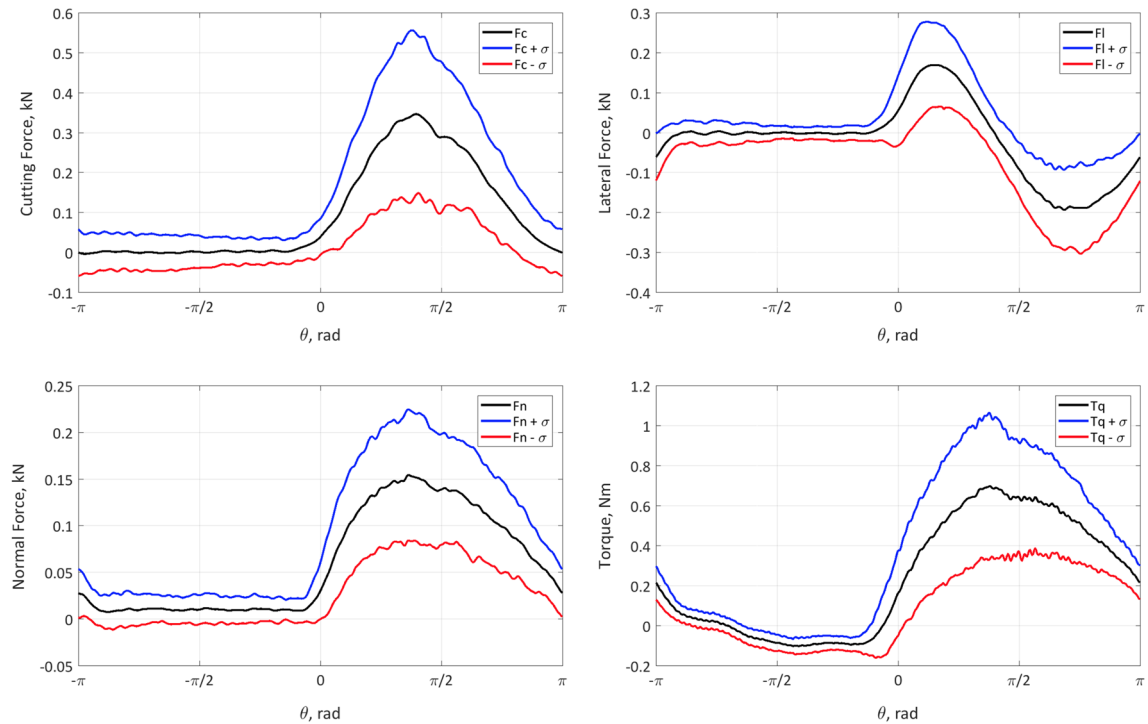 Cutting Force, kN
0.6
0.5
0.4
0.3
0.2
0.1
0
-0.1
-π
-π/2
0
π/2
π
θ, rad
Fc
Fc + σ
Fc - σ
Lateral Force, kN
0.3
0.2
0.1
0
-0.1
-0.2
-0.3
-0.4
-π
-π/2
0
π/2
π
θ, rad
Fl
Fl + σ
Fl - σ
Normal Force, kN
0.25
0.2
0.15
0.1
0.05
0
-0.05
-π
-π/2
0
π/2
π
θ, rad
Fn
Fn + σ
Fn - σ
Torque, Nm
1.2
1
0.8
0.6
0.4
0.2
0
-0.2
-π
-π/2
0
π/2
π
θ, rad
Tq
Tq + σ
Tq - σ